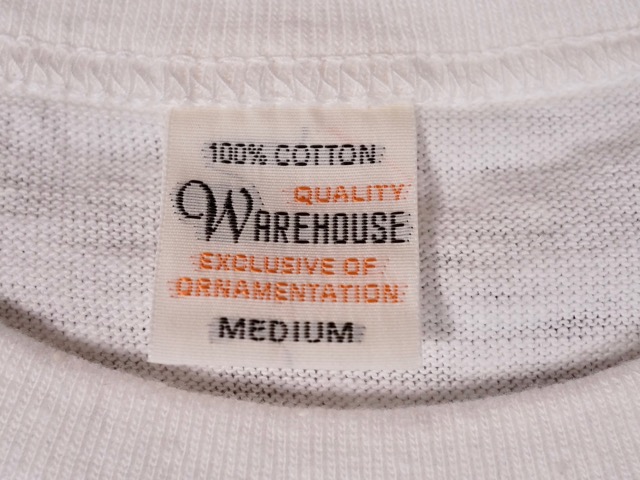 100% COTTON
QUALITY
WAREHOUSE
EXCLUSIVE OF
ORNAMENTATION
MEDIUM